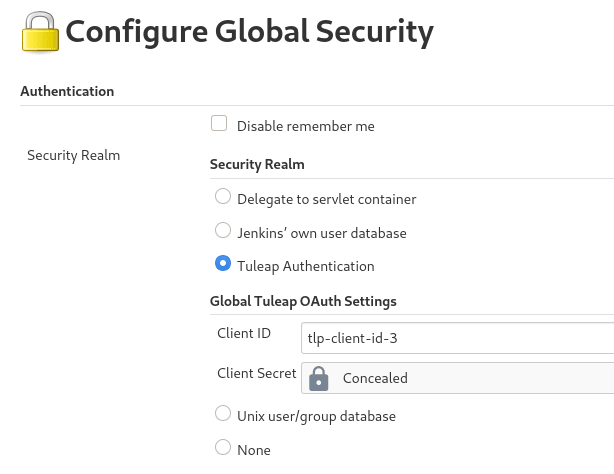 Configure Global Security
Authentication
Disable remember me
Security Realm
Security Realm
Delegate to servlet container
Jenkins’ own user database
Tuleap Authentication
Global Tuleap OAuth Settings
Client ID
tlp-client-id-3
Client Secret
Concealed
Unix user/group database
None